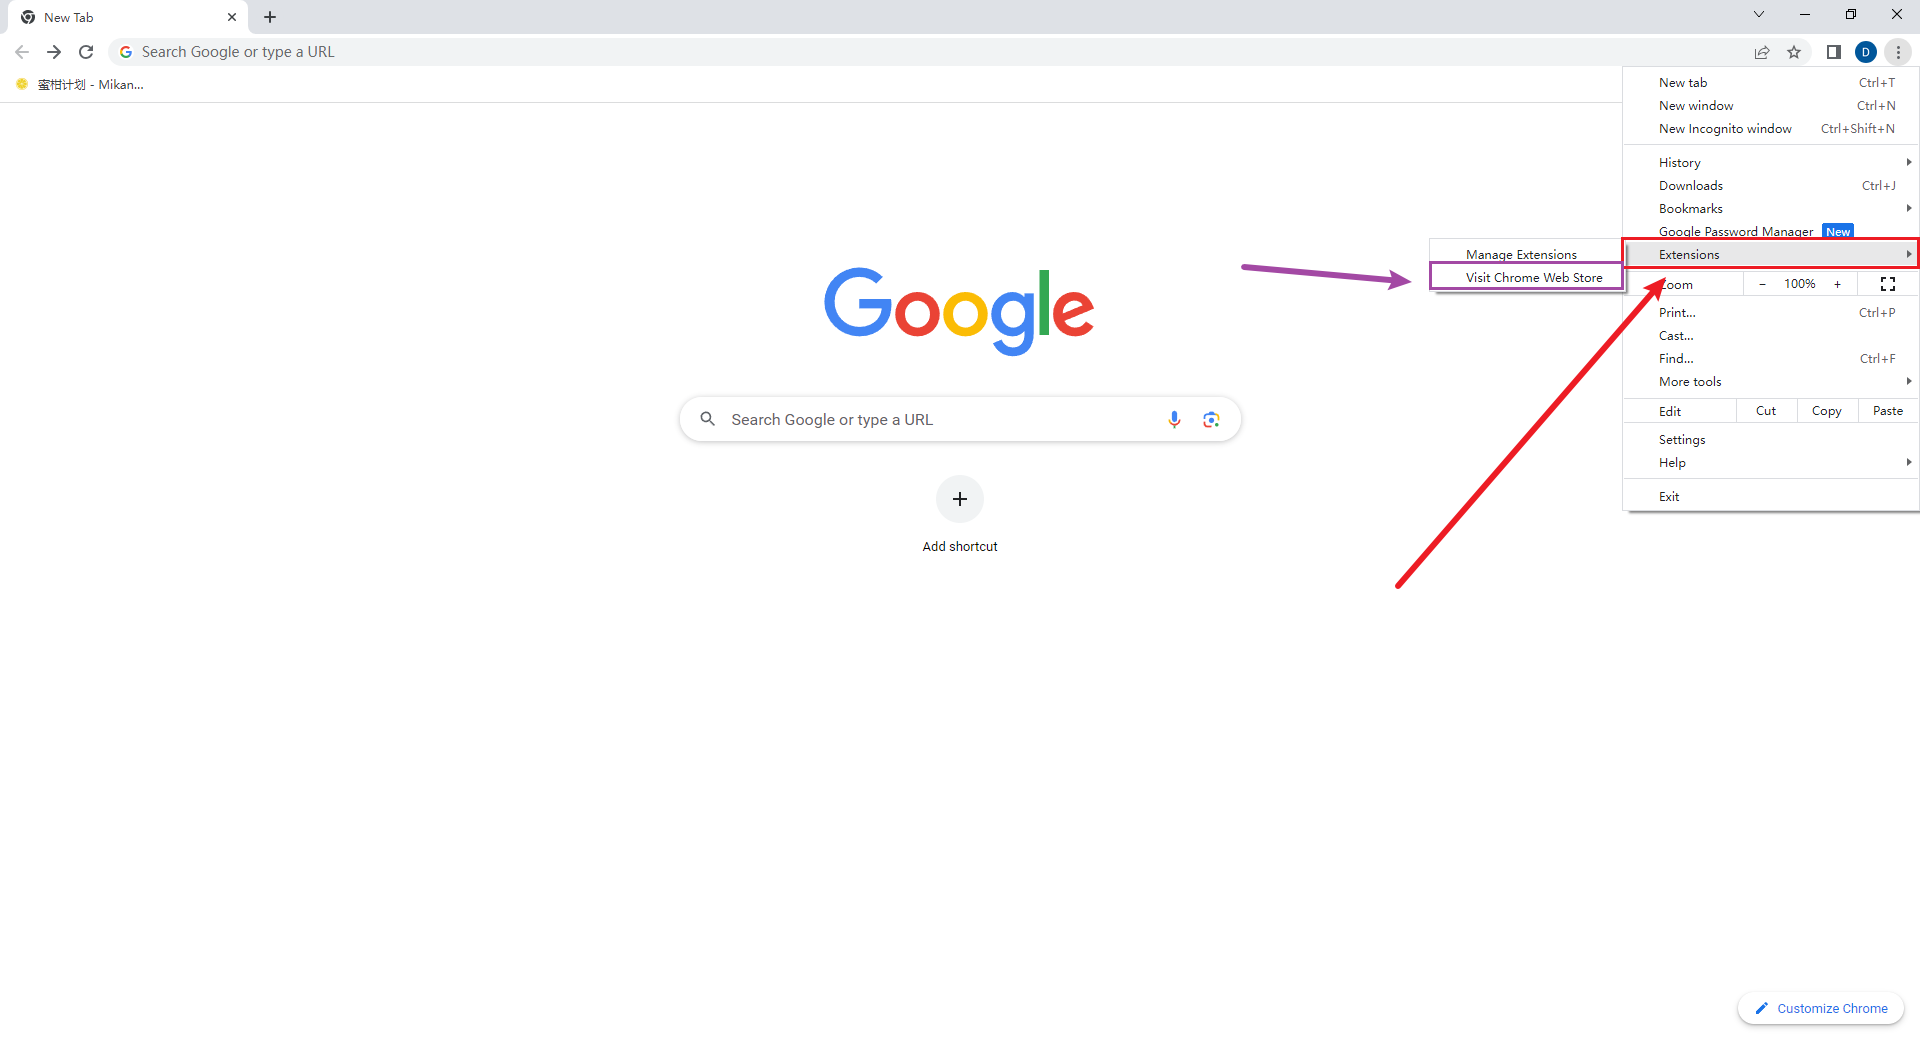 New Tab
Search Google or type a URL
D
蜜柑计划 - Mikan...
New tab Ctrl+T
New window Ctrl+N
New Incognito window Ctrl+Shift+N
History
Downloads Ctrl+J
Bookmarks
Google Password Manager New
Extensions
Manage Extensions
Visit Chrome Web Store
Zoom - 100% +
Print... Ctrl+P
Cast...
Find... Ctrl+F
More tools
Edit Cut Copy Paste
Settings
Help
Exit
Google
Search Google or type a URL
Add shortcut
Customize Chrome